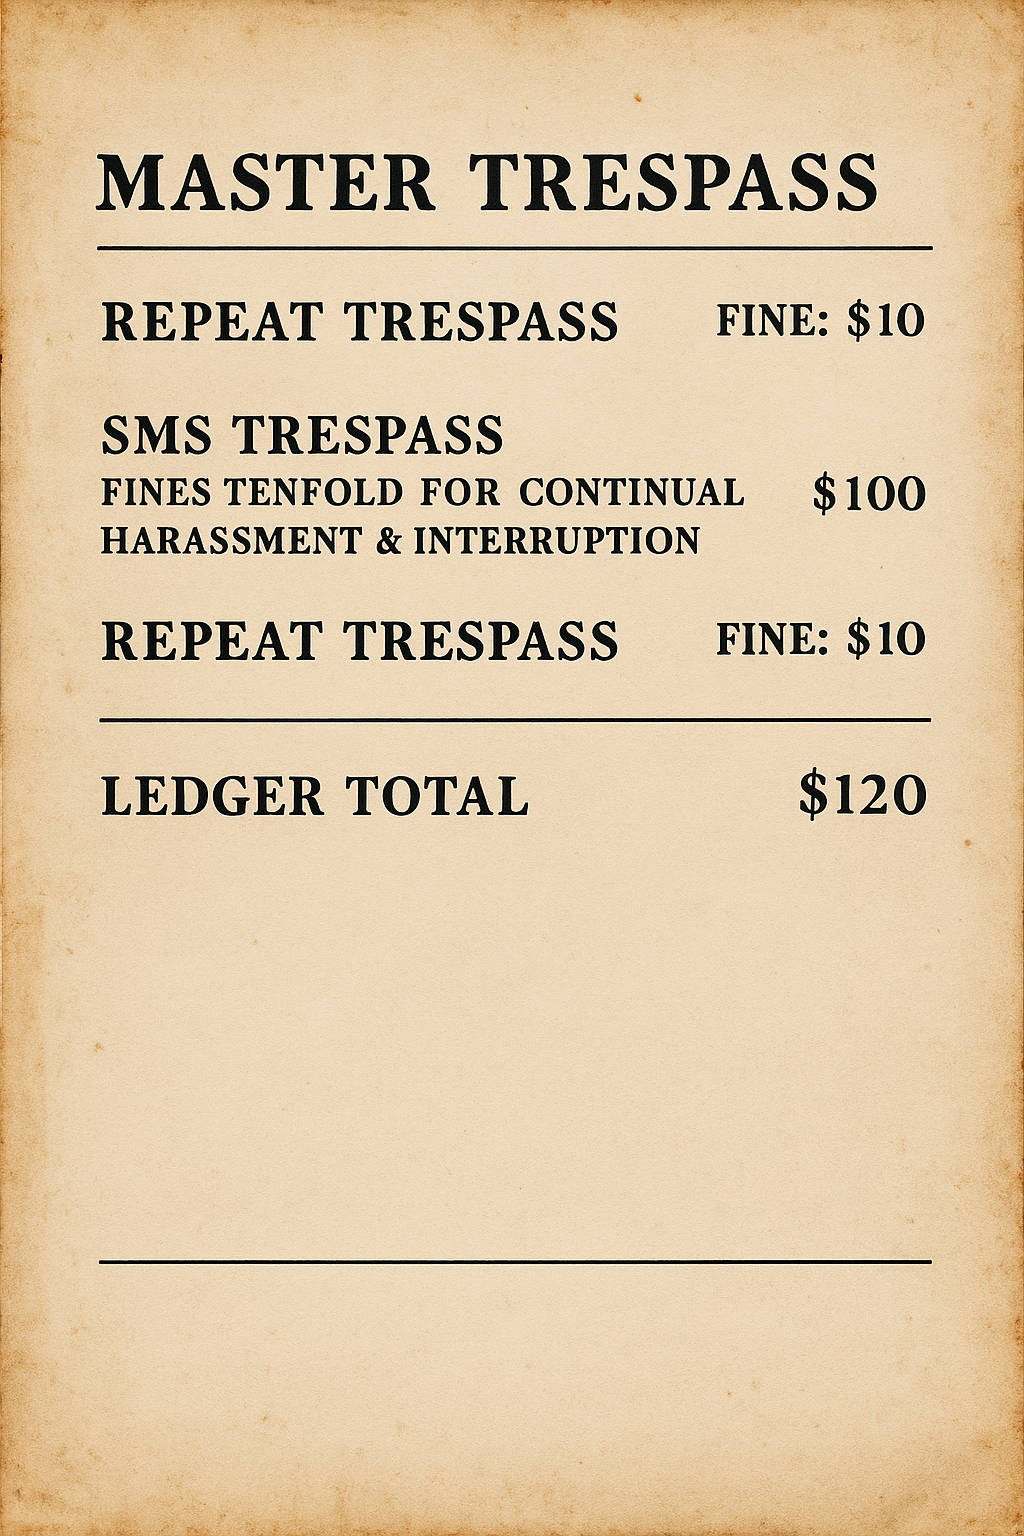 MASTER TRESPASS
REPEAT TRESPASS FINE: $10
SMS TRESPASS
FINES TENFOLD FOR CONTINUAL $100
HARASSMENT & INTERRUPTION
REPEAT TRESPASS FINE: $10
LEDGER TOTAL $120